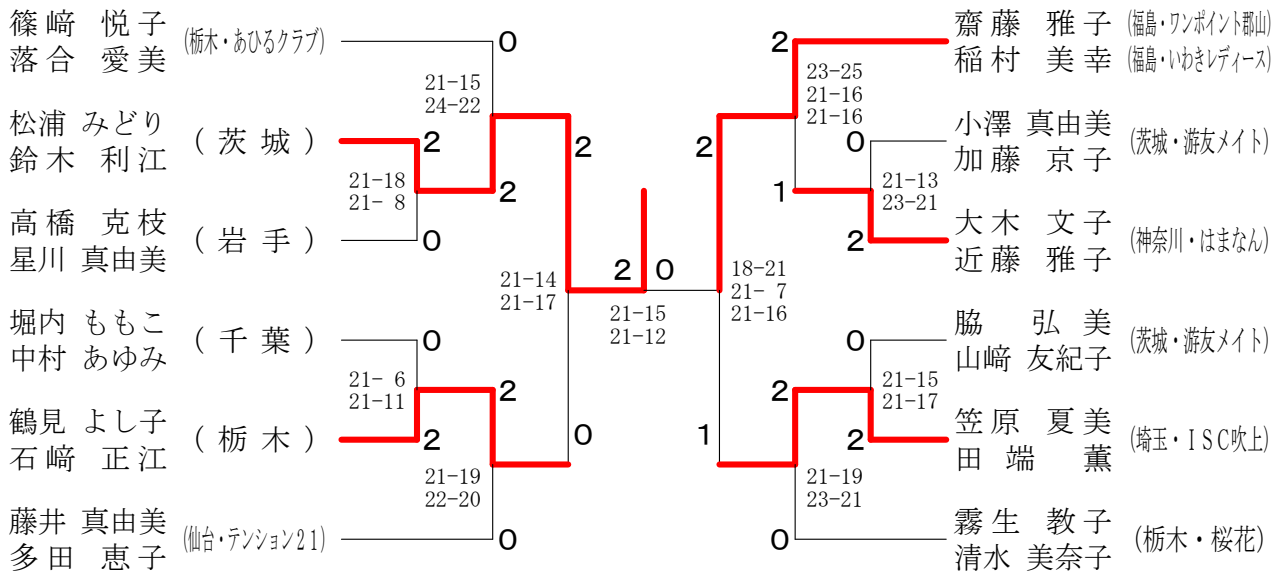 篠﨑 悦子
落合 愛美
(栃木・あひるクラブ)
0
21-15
24-22
松浦 みどり
鈴木 利江
(茨城)
2
2
2
21-18
21- 8
高橋 克枝
星川 真由美
(岩手)
0
21-14
21-17
堀内 ももこ
中村 あゆみ
(千葉)
0
21- 6
21-11
2
鶴見 よし子
石﨑 正江
(栃木)
2
0
21-19
22-20
藤井 真由美
多田 恵子
(仙台・テンション21)
0
2
0
21-15
21-12
齋藤 雅子
(福島・ワンポイント郡山)
稲村 美幸
(福島・いわきレディース)
2
23-25
21-16
21-16
小澤 真由美
加藤 京子
(茨城・游友メイト)
0
2
1
21-13
23-21
大木 文子
近藤 雅子
(神奈川・はまなん)
2
18-21
21- 7
21-16
脇 弘美
山﨑 友紀子
(茨城・游友メイト)
0
2
21-15
21-17
笠原 夏美
田端 薫
(埼玉・ISC吹上)
2
1
21-19
23-21
霧生 教子
清水 美奈子
(栃木・桜花)
0